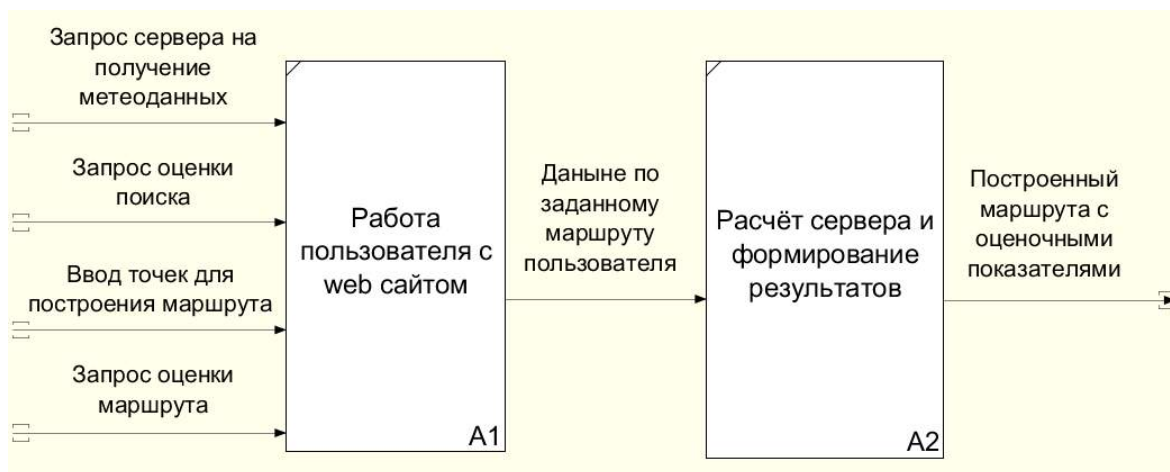 Запрос сервера на
получение
метеоданных
Запрос оценки
поиска
Ввод точек для
построения маршрута
Запрос оценки
маршрута
Работа
пользователя с
web сайтом
A1
Даныне по
заданному
маршруту
пользователя
Расчёт сервера и
формирование
результатов
A2
Построенный
маршрута с
оценочными
показателями